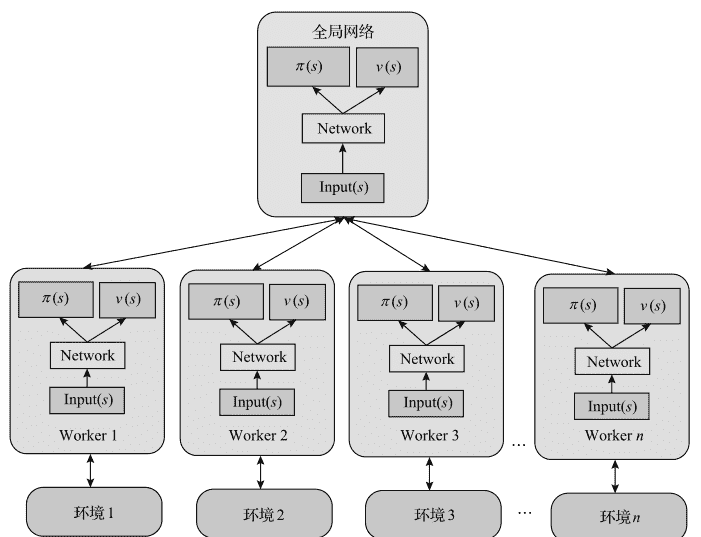 全局网络
π(s) v(s)
Network
Input(s)
π(s) v(s) π(s) v(s) π(s) v(s) π(s) v(s)
Network Network Network Network
Input(s) Input(s) Input(s) Input(s)
Worker 1 Worker 2 Worker 3 … Worker n
环境1 环境2 环境3 … 环境n